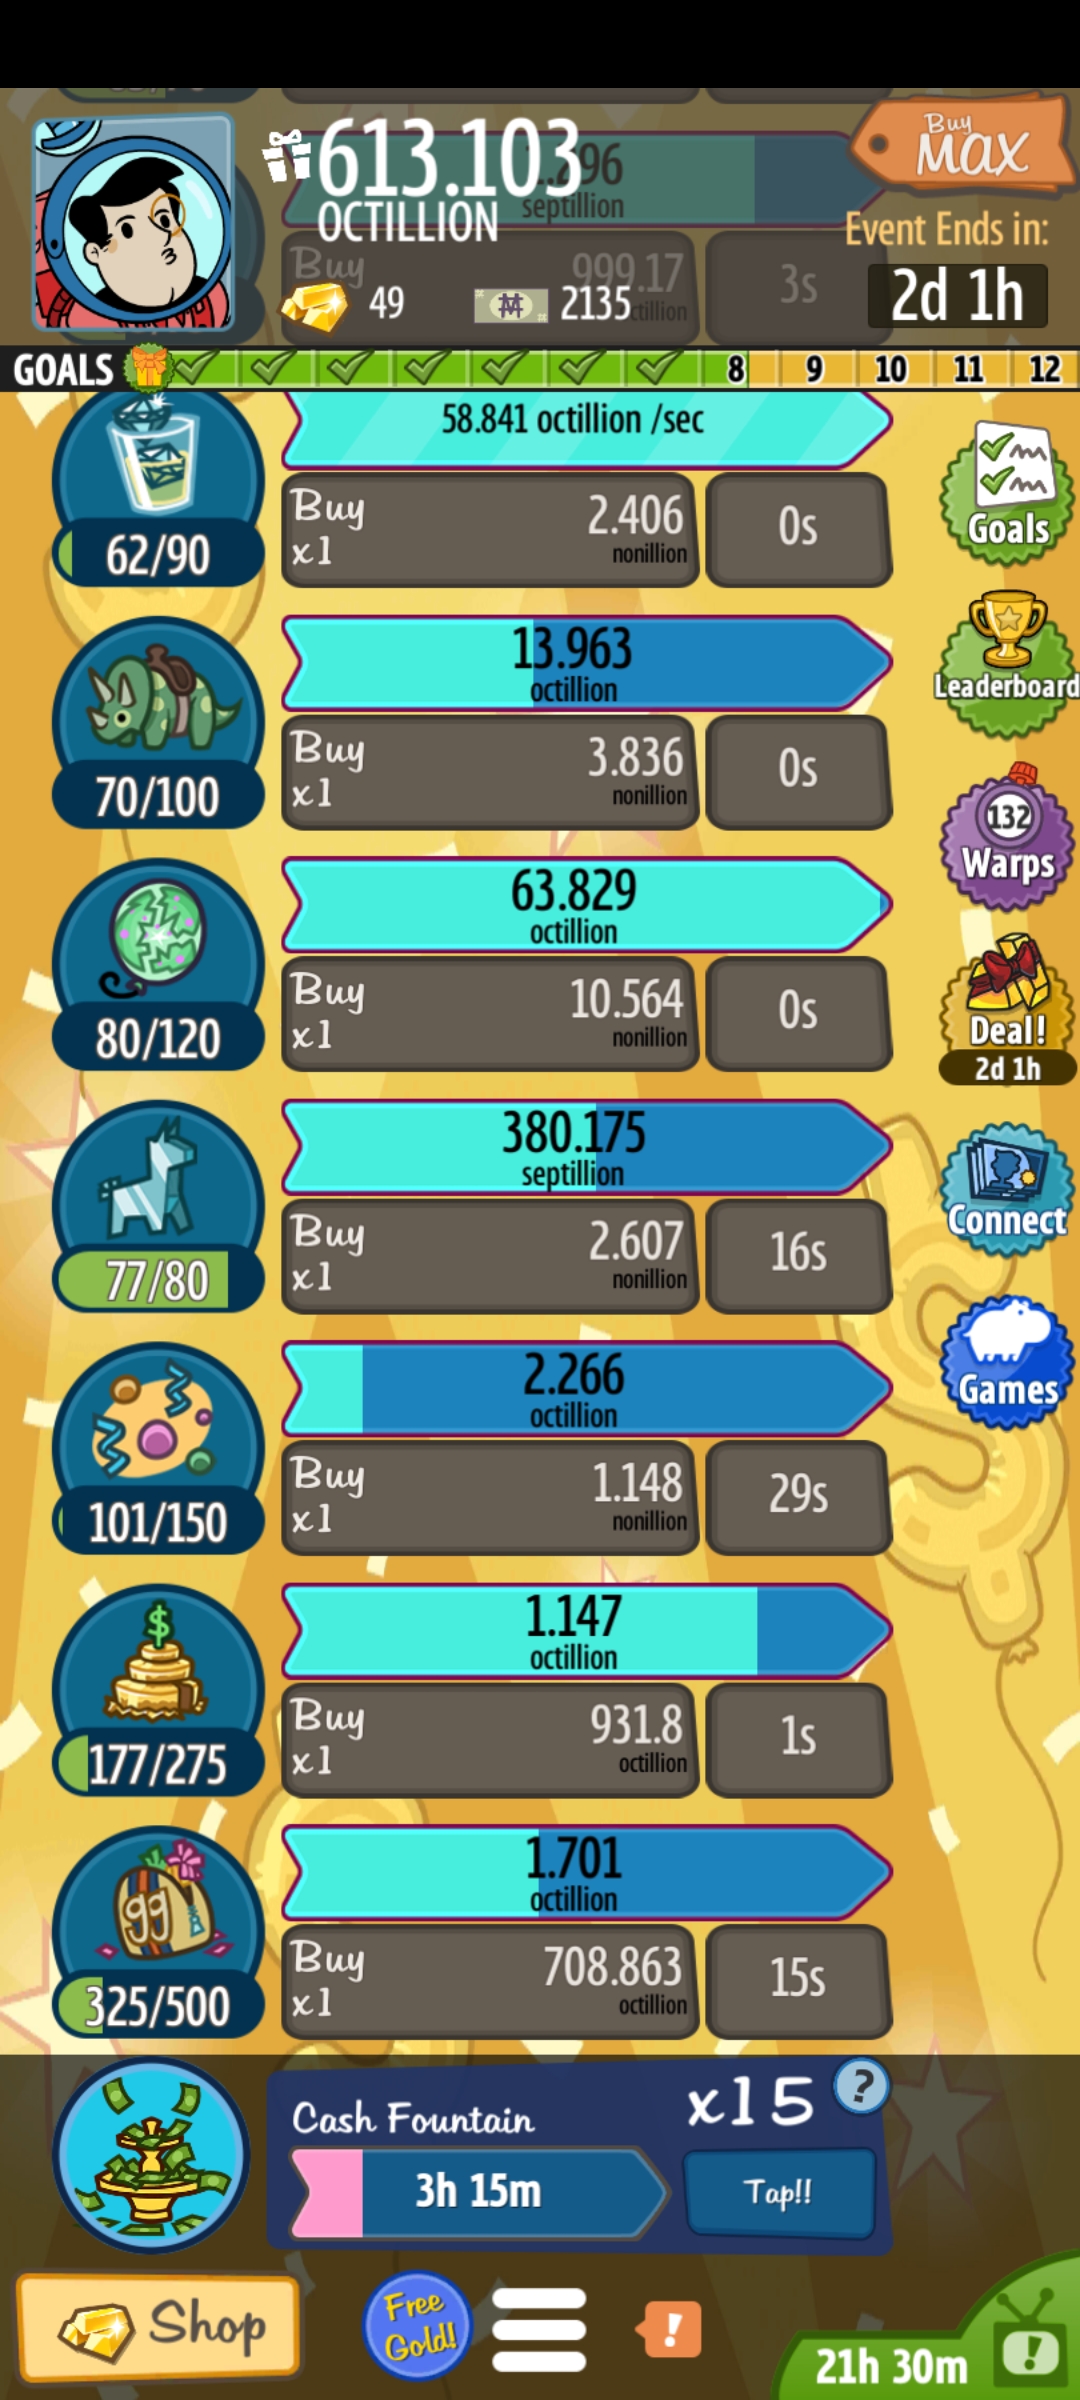 613.103
OCTILLION
Buy
MAX
1.296
septillion
Event Ends in:
2d 1h
49
2135
Buy
999.17
3s
GOALS
8
9
10
11
12
58.841 octillion /sec
Buy
x1
2.406
nonillion
0s
62/90
Goals
13.963
octillion
Buy
x1
3.836
nonillion
0s
70/100
Leaderboard
63.829
octillion
Buy
x1
10.564
nonillion
0s
80/120
132
Warps
Deal!
2d 1h
380.175
septillion
Buy
x1
2.607
nonillion
16s
77/80
Connect
2.266
octillion
Buy
x1
1.148
nonillion
29s
101/150
Games
1.147
octillion
$
Buy
x1
931.8
octillion
1s
177/275
1.701
octillion
99
Buy
x1
708.863
octillion
15s
325/500
Cash Fountain
x15
?
3h 15m
Tap!!
Shop
Free
Gold!
!
21h 30m
!